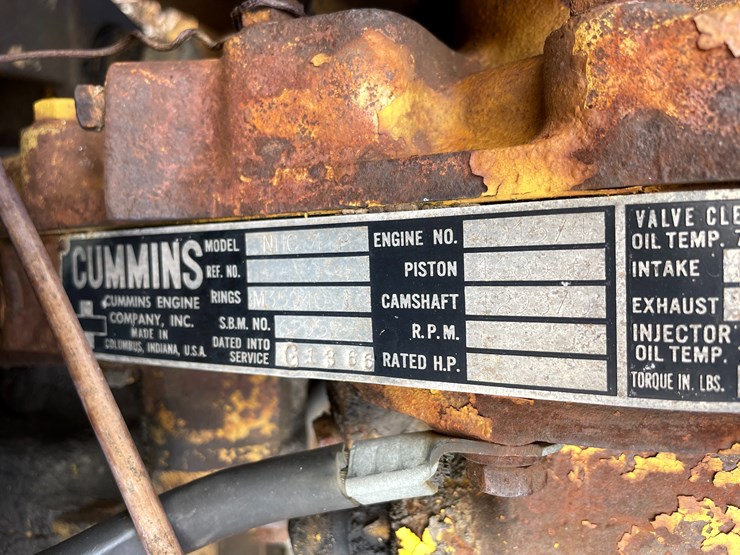 CUMMINS
CUMMINS ENGINE
COMPANY, INC.
MADE IN
COLUMBUS, INDIANA, U.S.A.
MODEL
REF. NO.
RINGS
S.B.M. NO.
DATED INTO
SERVICE
ENGINE NO.
PISTON
CAMSHAFT
R.P.M.
RATED H.P.
VALVE CLE
OIL TEMP.
INTAKE
EXHAUST
INJECTOR
OIL TEMP.
TORQUE IN. LBS.